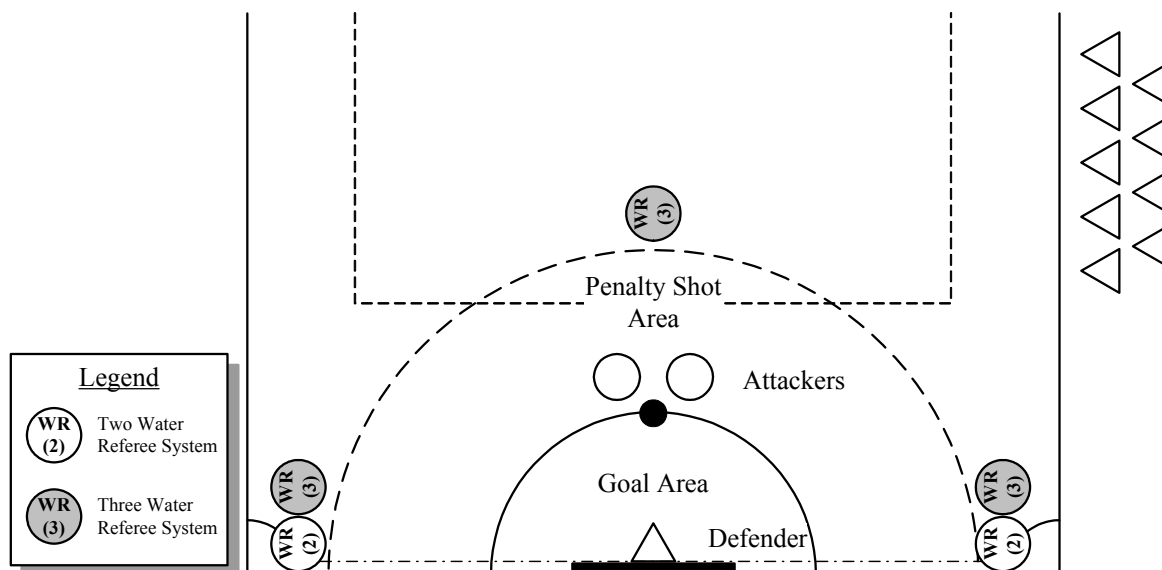 WR
(3)
Penalty Shot
Area
Attackers
Legend
WR
(2)
Two Water
Referee System
WR
(3)
Three Water
Referee System
WR
(3)
WR
(3)
Goal Area
WR
(2)
Defender
WR
(2)